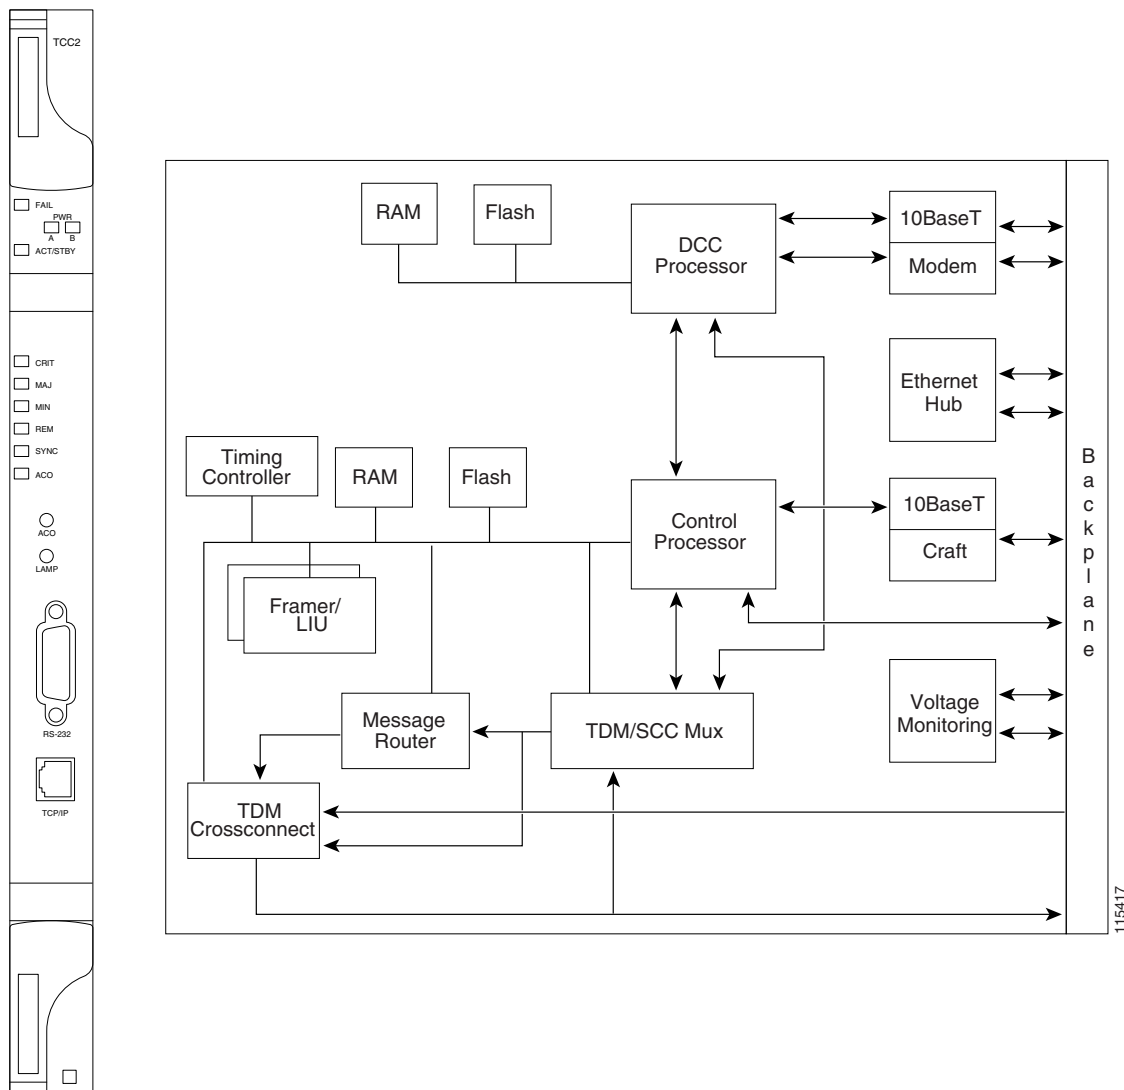 TCC2
FAIL
PWR
A B
ACT/STBY
CRIT
MAJ
MIN
REM
SYNC
ACO
ACO
LAMP
RS-232
TCP/IP
RAM
Flash
DCC
Processor
10BaseT
Modem
Ethernet
Hub
Timing
Controller
RAM
Flash
Control
Processor
10BaseT
Craft
Framer/
LIU
Message
Router
TDM/SCC Mux
Voltage
Monitoring
TDM
Crossconnect
Backplane
115417